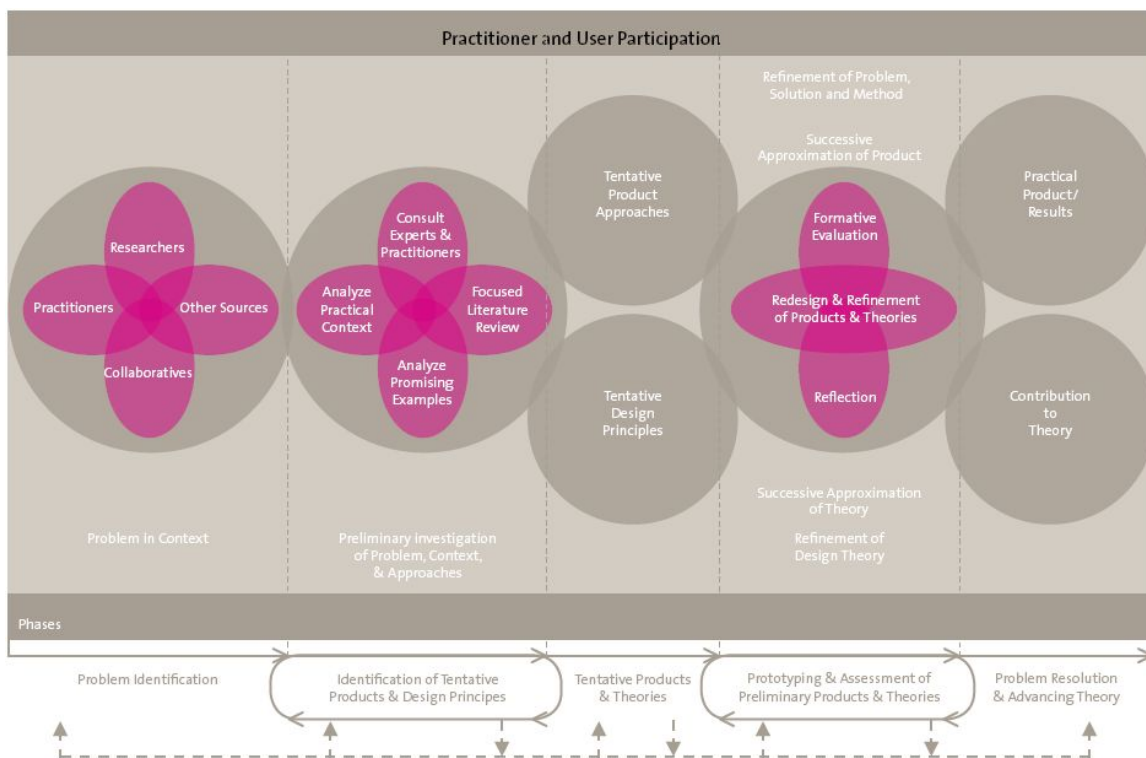 Practitioner and User Participation
Researchers
Practitioners
Other Sources
Collaboratives
Problem in Context
Consult
Experts &
Practitioners
Analyze
Practical
Context
Focused
Literature
Review
Analyze
Promising
Examples
Preliminary investigation
of Problem, Context,
& Approaches
Tentative
Product
Approaches
Tentative
Design
Principles
Refinement of Problem,
Solution and Method
Successive
Approximation of Product
Formative
Evaluation
Redesign & Refinement
of Products & Theories
Reflection
Successive Approximation
of Theory
Refinement of
Design Theory
Practical
Product/
Results
Contribution
to
Theory
Phases
Problem Identification
Identification of Tentative
Products & Design Principes
Tentative Products
& Theories
Prototyping & Assessment of
Preliminary Products & Theories
Problem Resolution
& Advancing Theory